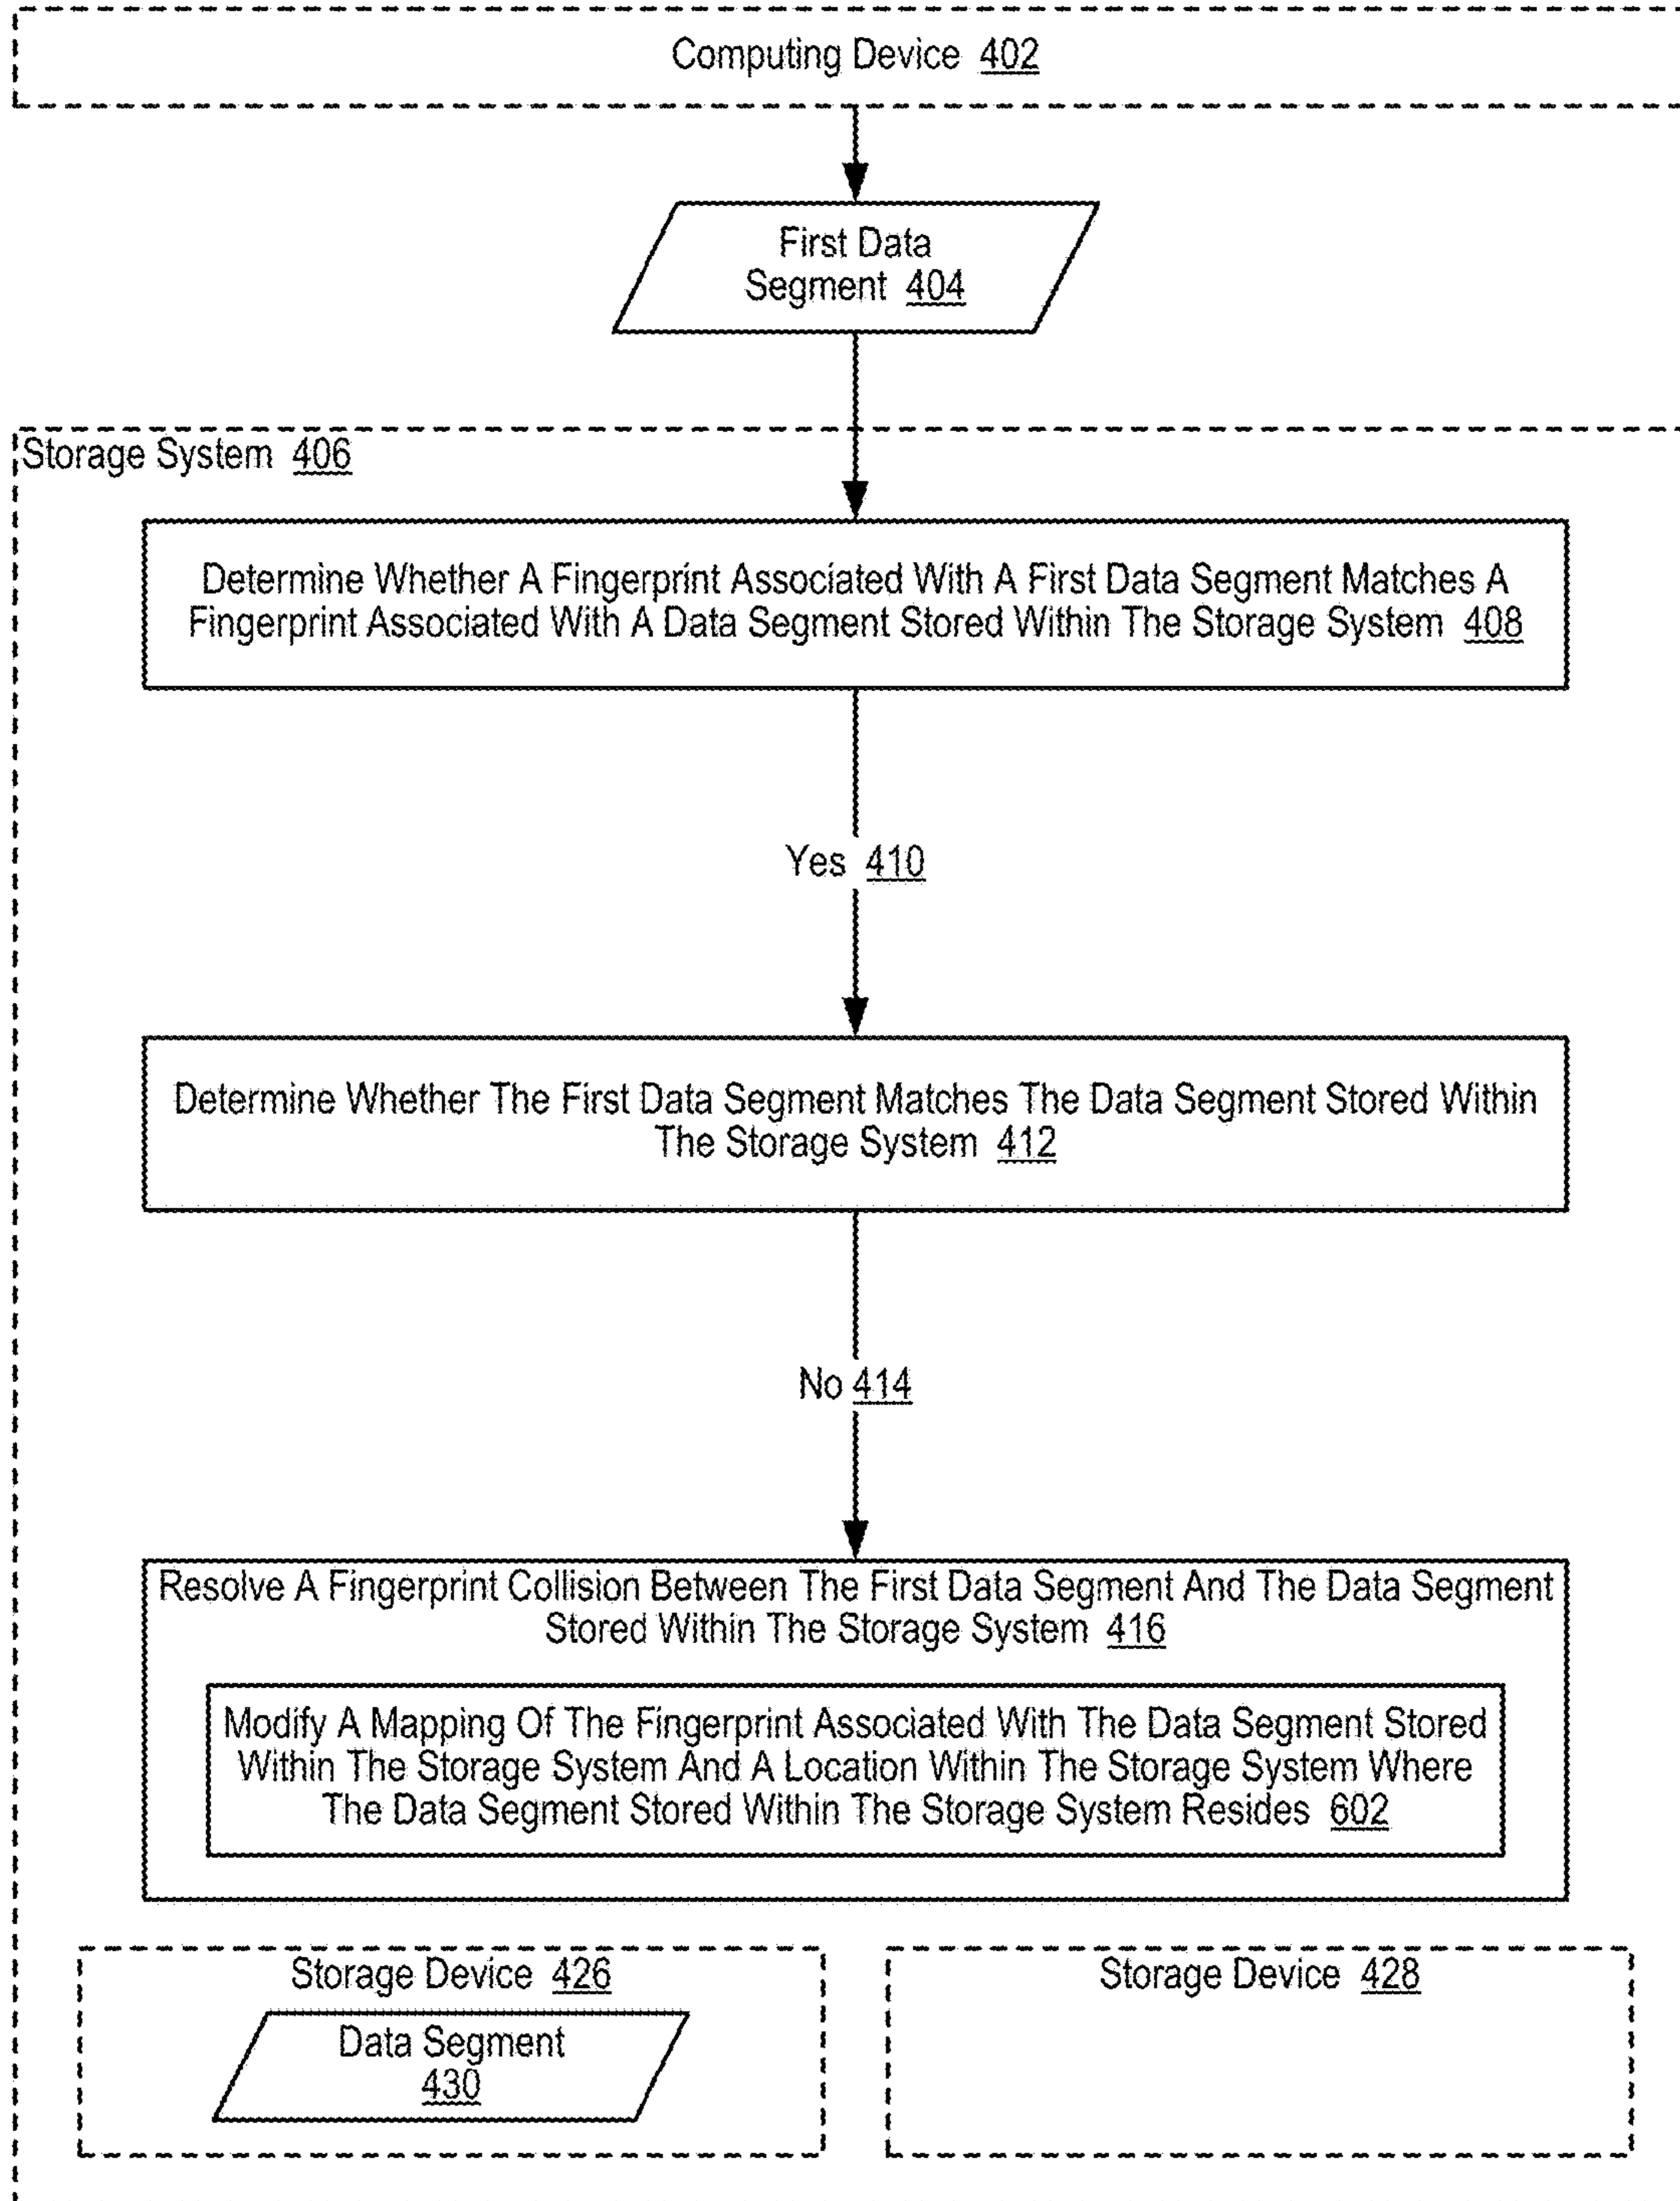 Computing Device 402
First Data
Segment 404
Storage System 406
Determine Whether A Fingerprint Associated With A First Data Segment Matches A
Fingerprint Associated With A Data Segment Stored Within The Storage System 408
Yes 410
Determine Whether The First Data Segment Matches The Data Segment Stored Within
The Storage System 412
No 414
Resolve A Fingerprint Collision Between The First Data Segment And The Data Segment
Stored Within The Storage System 416
Modify A Mapping Of The Fingerprint Associated With The Data Segment Stored
Within The Storage System And A Location Within The Storage System Where
The Data Segment Stored Within The Storage System Resides 602
Storage Device 426
Data Segment
430
Storage Device 428